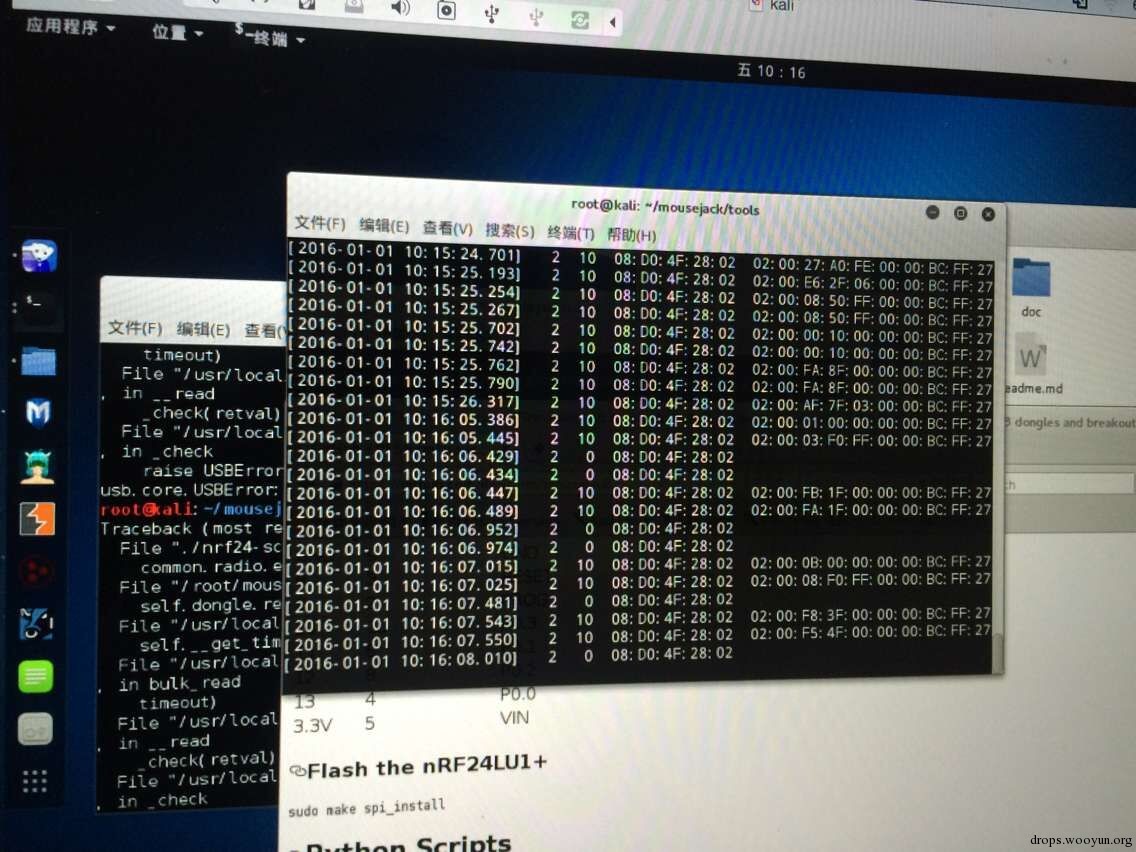 kali
应用程序 位置 终端
五 10 : 16
root@kali: ~/mousejack/tools
文件(F) 编辑(E) 查看(V) 搜索(S) 终端(T) 帮助(H)
[ 2016-01-01 10:15:24.701] 2 10 08:D0:4F:28:02 02:00:27:A0:FE:00:00:BC:FF:27
[ 2016-01-01 10:15:25.193] 2 10 08:D0:4F:28:02 02:00:E6:2F:06:00:00:BC:FF:27
[ 2016-01-01 10:15:25.254] 2 10 08:D0:4F:28:02 02:00:08:50:FF:00:00:BC:FF:27
[ 2016-01-01 10:15:25.267] 2 10 08:D0:4F:28:02 02:00:08:50:FF:00:00:BC:FF:27
[ 2016-01-01 10:15:25.702] 2 10 08:D0:4F:28:02 02:00:00:10:00:00:00:BC:FF:27
[ 2016-01-01 10:15:25.742] 2 10 08:D0:4F:28:02 02:00:00:10:00:00:00:BC:FF:27
[ 2016-01-01 10:15:25.762] 2 10 08:D0:4F:28:02 02:00:FA:8F:00:00:00:BC:FF:27
[ 2016-01-01 10:15:25.790] 2 10 08:D0:4F:28:02 02:00:FA:8F:00:00:00:BC:FF:27
[ 2016-01-01 10:15:26.317] 2 10 08:D0:4F:28:02 02:00:AF:7F:03:00:00:BC:FF:27
[ 2016-01-01 10:16:05.386] 2 10 08:D0:4F:28:02 02:00:01:00:00:00:00:BC:FF:27
[ 2016-01-01 10:16:05.445] 2 10 08:D0:4F:28:02 02:00:03:F0:FF:00:00:BC:FF:27
[ 2016-01-01 10:16:06.429] 2 0 08:D0:4F:28:02
[ 2016-01-01 10:16:06.434] 2 0 08:D0:4F:28:02
[ 2016-01-01 10:16:06.447] 2 10 08:D0:4F:28:02 02:00:FB:1F:00:00:00:BC:FF:27
[ 2016-01-01 10:16:06.489] 2 10 08:D0:4F:28:02 02:00:FA:1F:00:00:00:BC:FF:27
[ 2016-01-01 10:16:06.952] 2 0 08:D0:4F:28:02
[ 2016-01-01 10:16:06.974] 2 0 08:D0:4F:28:02
[ 2016-01-01 10:16:07.015] 2 10 08:D0:4F:28:02 02:00:0B:00:00:00:00:BC:FF:27
[ 2016-01-01 10:16:07.025] 2 10 08:D0:4F:28:02 02:00:08:F0:FF:00:00:BC:FF:27
[ 2016-01-01 10:16:07.481] 2 0 08:D0:4F:28:02
[ 2016-01-01 10:16:07.543] 2 10 08:D0:4F:28:02 02:00:F8:3F:00:00:00:BC:FF:27
[ 2016-01-01 10:16:07.550] 2 10 08:D0:4F:28:02 02:00:F5:4F:00:00:00:BC:FF:27
[ 2016-01-01 10:16:08.010] 2 0 08:D0:4F:28:02
文件(F) 编辑(E) 查看(
timeout)
File "/usr/local
, in __read
_check(retval)
File "/usr/local
, in _check
raise USBError
usb.core.USBError:
root@kali:~/mousej
Traceback (most re
File "./nrf24-sc
common.radio.e
File "/root/mous
self.dongle.re
File "/usr/local
self.__get_tim
File "/usr/local
, in bulk_read
timeout)
File "/usr/local
, in __read
_check(retval)
File "/usr/local
, in _check
doc
eadme.md
dongles and breakout
13 4 P0.0
3.3V 5 VIN
Flash the nRF24LU1+
sudo make spi_install
Python Scripts
drops.wooyun.org